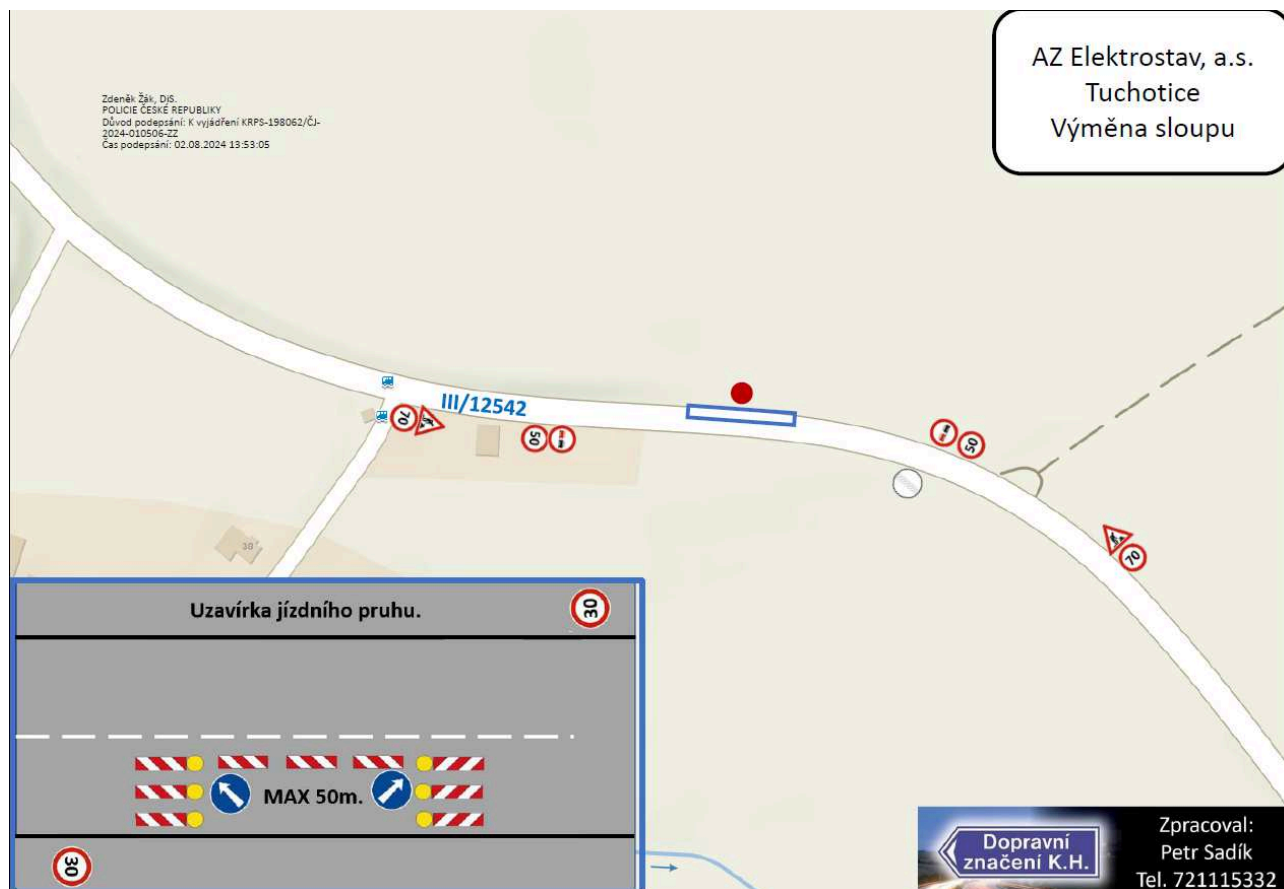 AZ Elektrostav, a.s.
Tuchotice
Výměna sloupu
Zdeněk Žák, DiS.
POLICIE ČESKÉ REPUBLIKY
Důvod podepsání: K vyjádření KRPS-198062/ČJ-
2024-010506-ZZ
Čas podepsání: 02.08.2024 13:53:05
III/12542
70
50
50
70
30
Uzavírka jízdního pruhu.
30
MAX 50m.
30
Dopravní
značení K.H.
Zpracoval:
Petr Sadík
Tel. 721115332